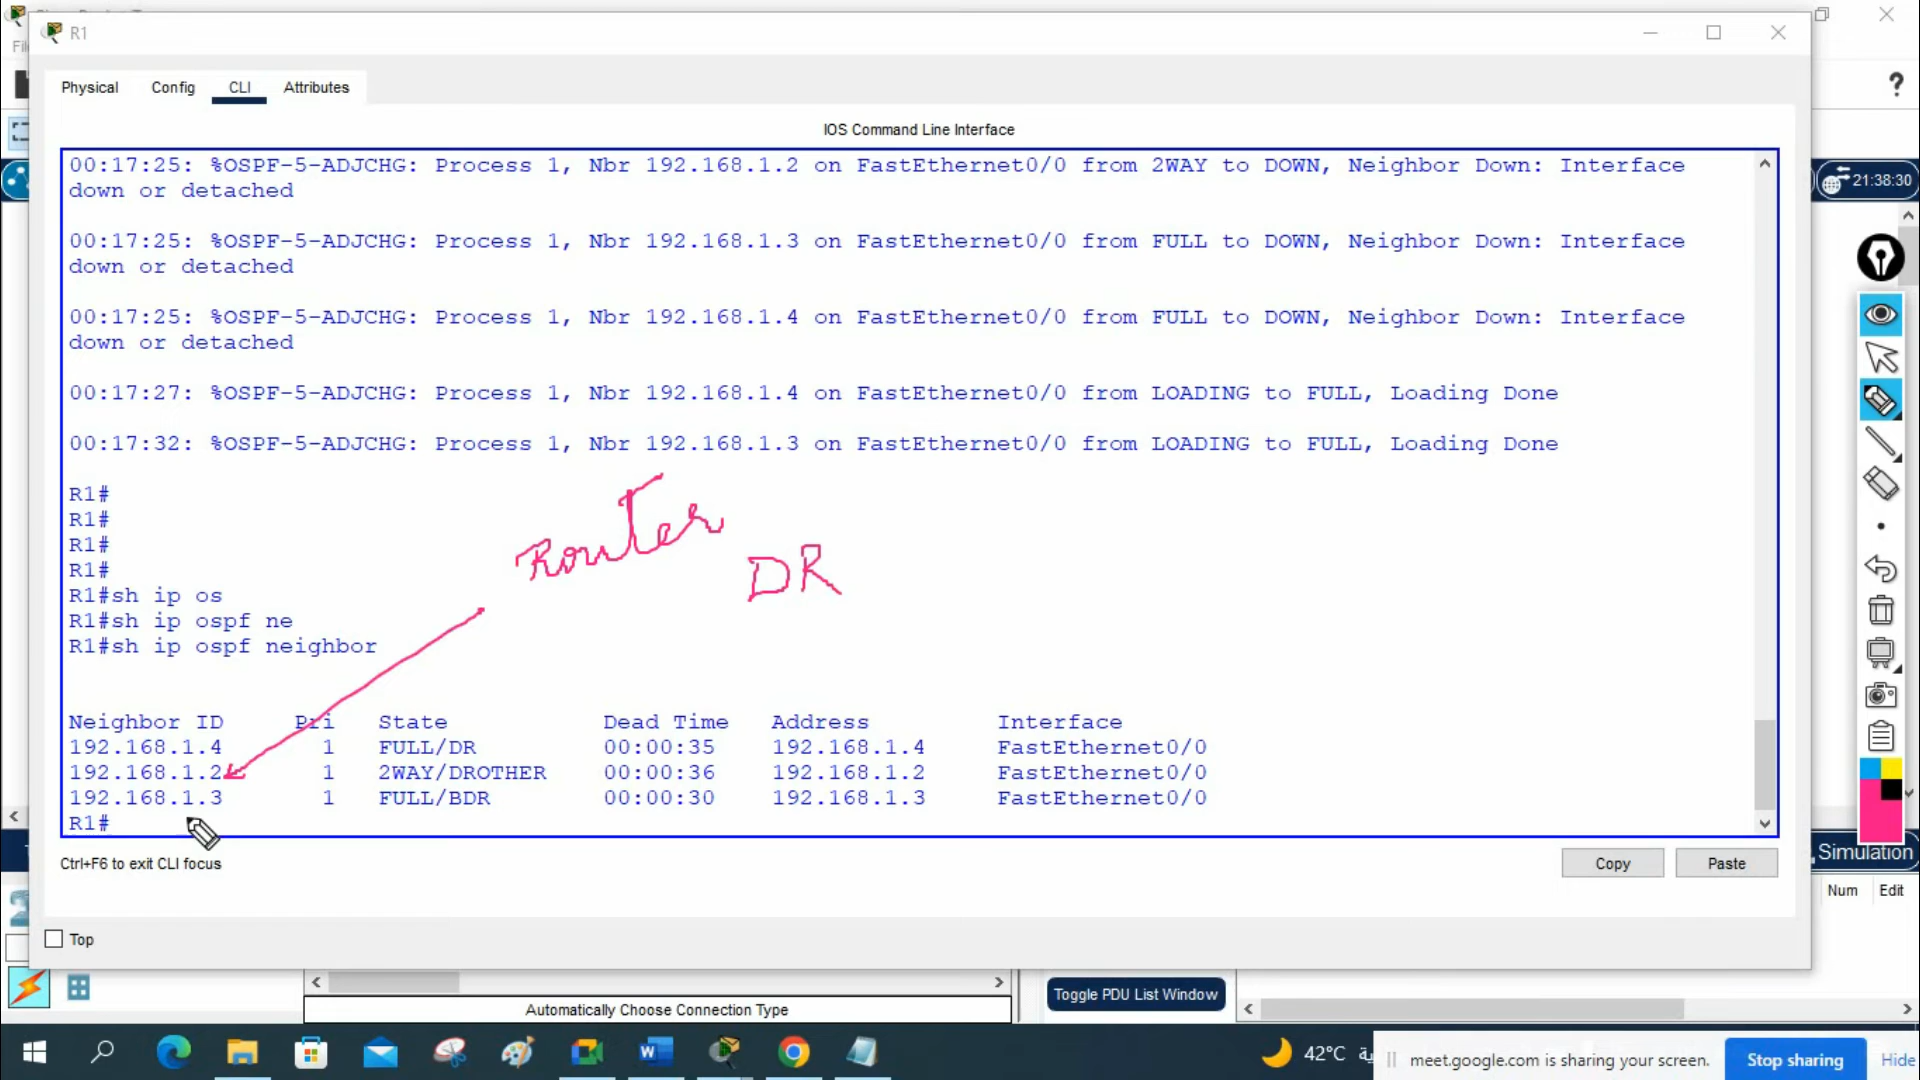 R1
Fi
Physical
Config
CLI
Attributes
?
IOS Command Line Interface
21:38:30
00:17:25: %OSPF-5-ADJCHG: Process 1, Nbr 192.168.1.2 on FastEthernet0/0 from 2WAY to DOWN, Neighbor Down: Interface
down or detached
00:17:25: %OSPF-5-ADJCHG: Process 1, Nbr 192.168.1.3 on FastEthernet0/0 from FULL to DOWN, Neighbor Down: Interface
down or detached
00:17:25: %OSPF-5-ADJCHG: Process 1, Nbr 192.168.1.4 on FastEthernet0/0 from FULL to DOWN, Neighbor Down: Interface
down or detached
00:17:27: %OSPF-5-ADJCHG: Process 1, Nbr 192.168.1.4 on FastEthernet0/0 from LOADING to FULL, Loading Done
00:17:32: %OSPF-5-ADJCHG: Process 1, Nbr 192.168.1.3 on FastEthernet0/0 from LOADING to FULL, Loading Done
R1#
R1#
R1#
R1#
Router
DR
R1#sh ip os
R1#sh ip ospf ne
R1#sh ip ospf neighbor
Neighbor ID Pri State Dead Time Address Interface
192.168.1.4 1 FULL/DR 00:00:35 192.168.1.4 FastEthernet0/0
192.168.1.2 1 2WAY/DROTHER 00:00:36 192.168.1.2 FastEthernet0/0
192.168.1.3 1 FULL/BDR 00:00:30 192.168.1.3 FastEthernet0/0
R1#
Ctrl+F6 to exit CLI focus
Copy
Paste
Simulation
Num
Edit
Top
Toggle PDU List Window
Automatically Choose Connection Type
42°C
meet.google.com is sharing your screen.
Stop sharing
Hide